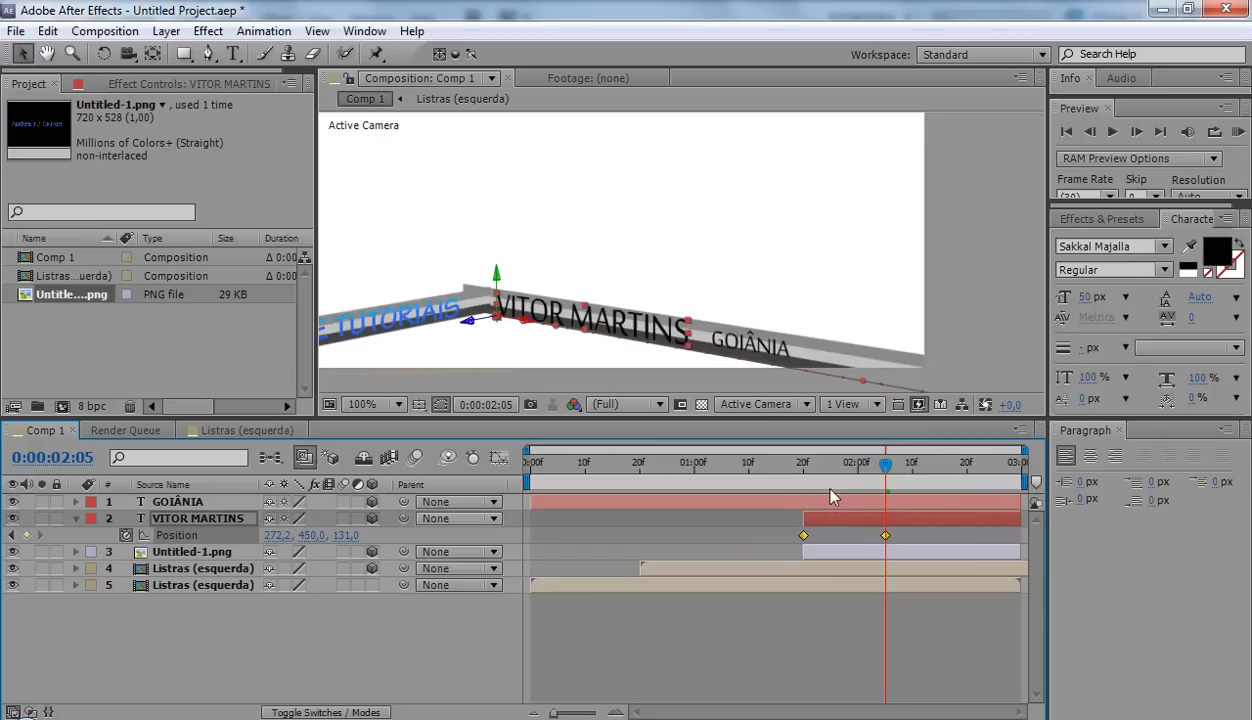 Adobe After Effects - Untitled Project.aep *
File Edit Composition Layer Effect Animation View Window Help
Workspace: Standard
Search Help
Project
Effect Controls: VITOR MARTINS
Composition: Comp 1
Footage: (none)
Info
Audio
Untitled-1.png ▾ , used 1 time
720 x 528 (1,00)
Millions of Colors+ (Straight)
non-interlaced
Comp 1
Listras (esquerda)
Active Camera
Preview
RAM Preview Options
Frame Rate Skip Resolution
(30)
Auto
Effects & Presets
Characte
Name Type Size Duration
Comp 1 Composition Δ 0:00
Listras...uerda) Composition Δ 0:00
Untitle....png PNG file 29 KB
Sakkal Majalla
Regular
50 px
Auto
Metrics
0
- px
100 %
100 %
0 px
0 %
E TUTORIAIS
VITOR MARTINS
GOIÂNIA
8 bpc
100%
0:00:02:05
(Full)
Active Camera
1 View
+0,0
Comp 1
Render Queue
Listras (esquerda)
Paragraph
0:00:02:05
0:00f 10f 20f 01:00f 10f 20f 02:00f 10f 20f 03:00
# Source Name Parent
1 T GOIÂNIA None
2 T VITOR MARTINS None
Position 272,2, 450,0, 131,0
3 Untitled-1.png None
4 Listras (esquerda) None
5 Listras (esquerda) None
0 px 0 px 0 px
0 px 0 px
Toggle Switches / Modes